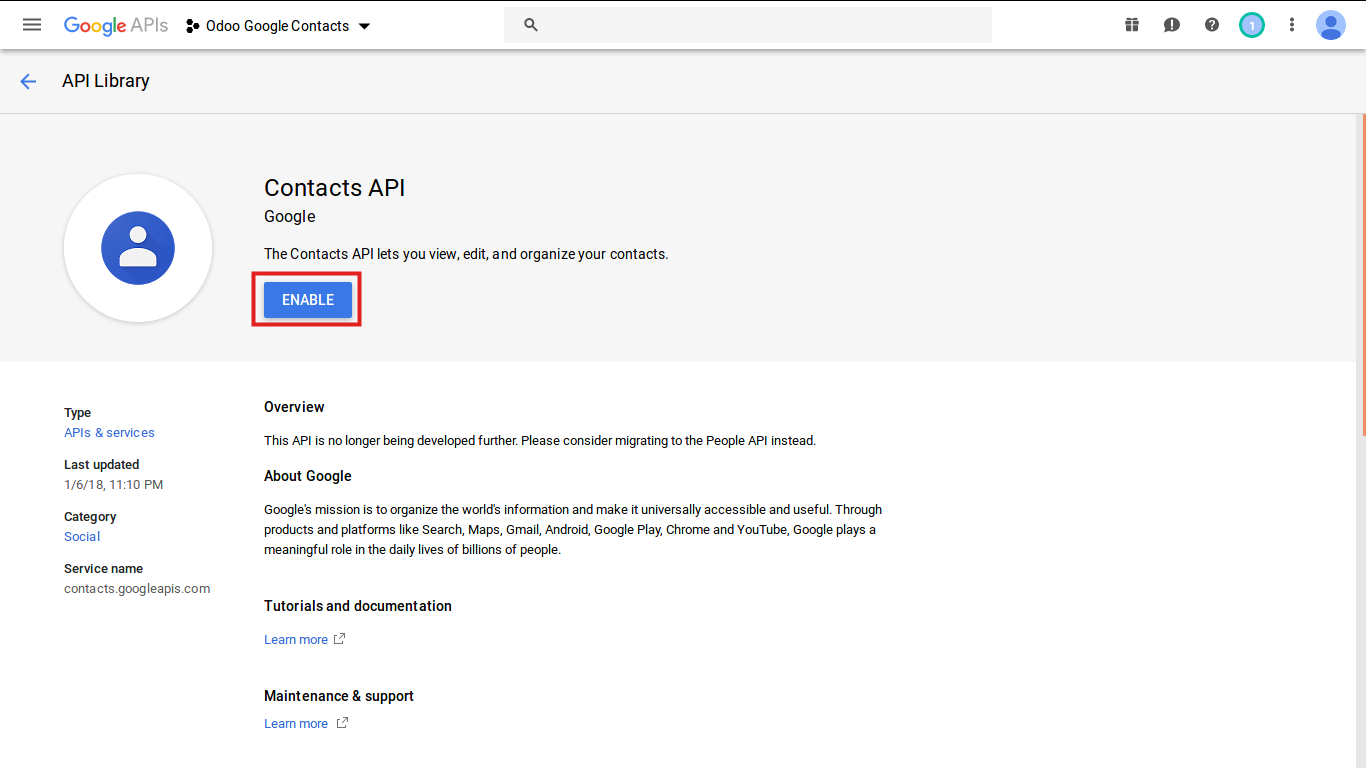 Google APIs Odoo Google Contacts 1
API Library
Contacts API
Google
The Contacts API lets you view, edit, and organize your contacts.
ENABLE
Type
APIs & services
Last updated
1/6/18, 11:10 PM
Category
Social
Service name
contacts.googleapis.com
Overview
This API is no longer being developed further. Please consider migrating to the People API instead.
About Google
Google's mission is to organize the world's information and make it universally accessible and useful. Through
products and platforms like Search, Maps, Gmail, Android, Google Play, Chrome and YouTube, Google plays a
meaningful role in the daily lives of billions of people.
Tutorials and documentation
Learn more
Maintenance & support
Learn more